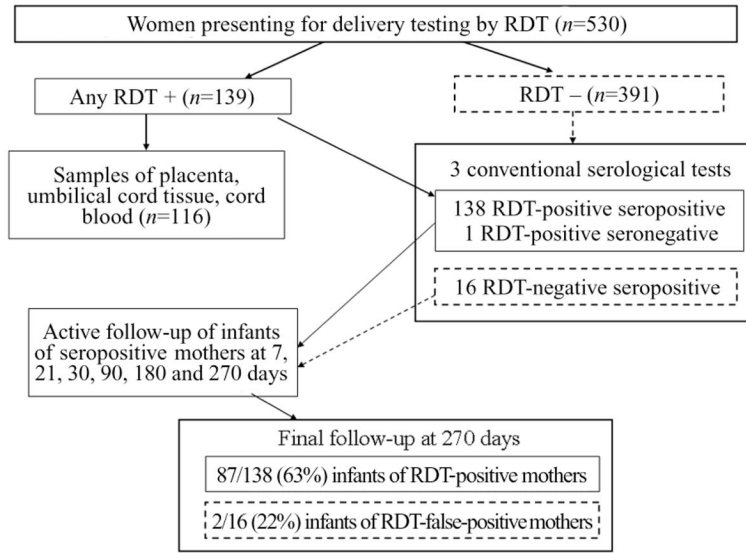 Women presenting for delivery testing by RDT (n=530)
Any RDT + (n=139)
RDT – (n=391)
Samples of placenta,
umbilical cord tissue, cord
blood (n=116)
3 conventional serological tests
138 RDT-positive seropositive
1 RDT-positive seronegative
16 RDT-negative seropositive
Active follow-up of infants
of seropositive mothers at 7,
21, 30, 90, 180 and 270 days
Final follow-up at 270 days
87/138 (63%) infants of RDT-positive mothers
2/16 (22%) infants of RDT-false-positive mothers